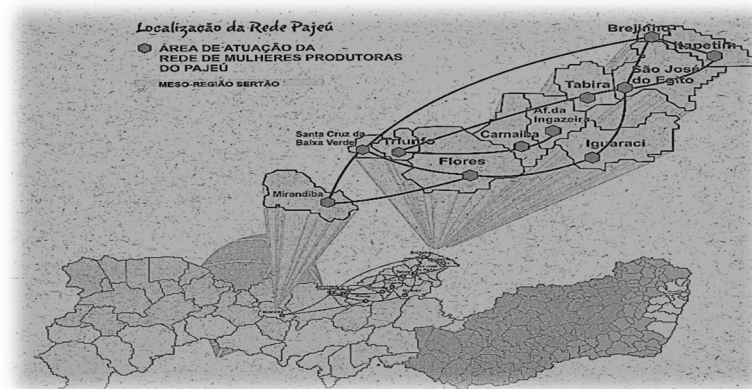 Localização da Rede Pajeú
ÁREA DE ATUAÇÃO DA
REDE DE MULHERES PRODUTORAS
DO PAJEÚ
MESO-REGIÃO SERTÃO
Brejinho
Itapetim
São José
do Egito
Tabira
Af.da
Ingazeira
Santa Cruz da
Baixa Verde
Triunfo
Carnaiba
Iguaraci
Flores
Mirandiba